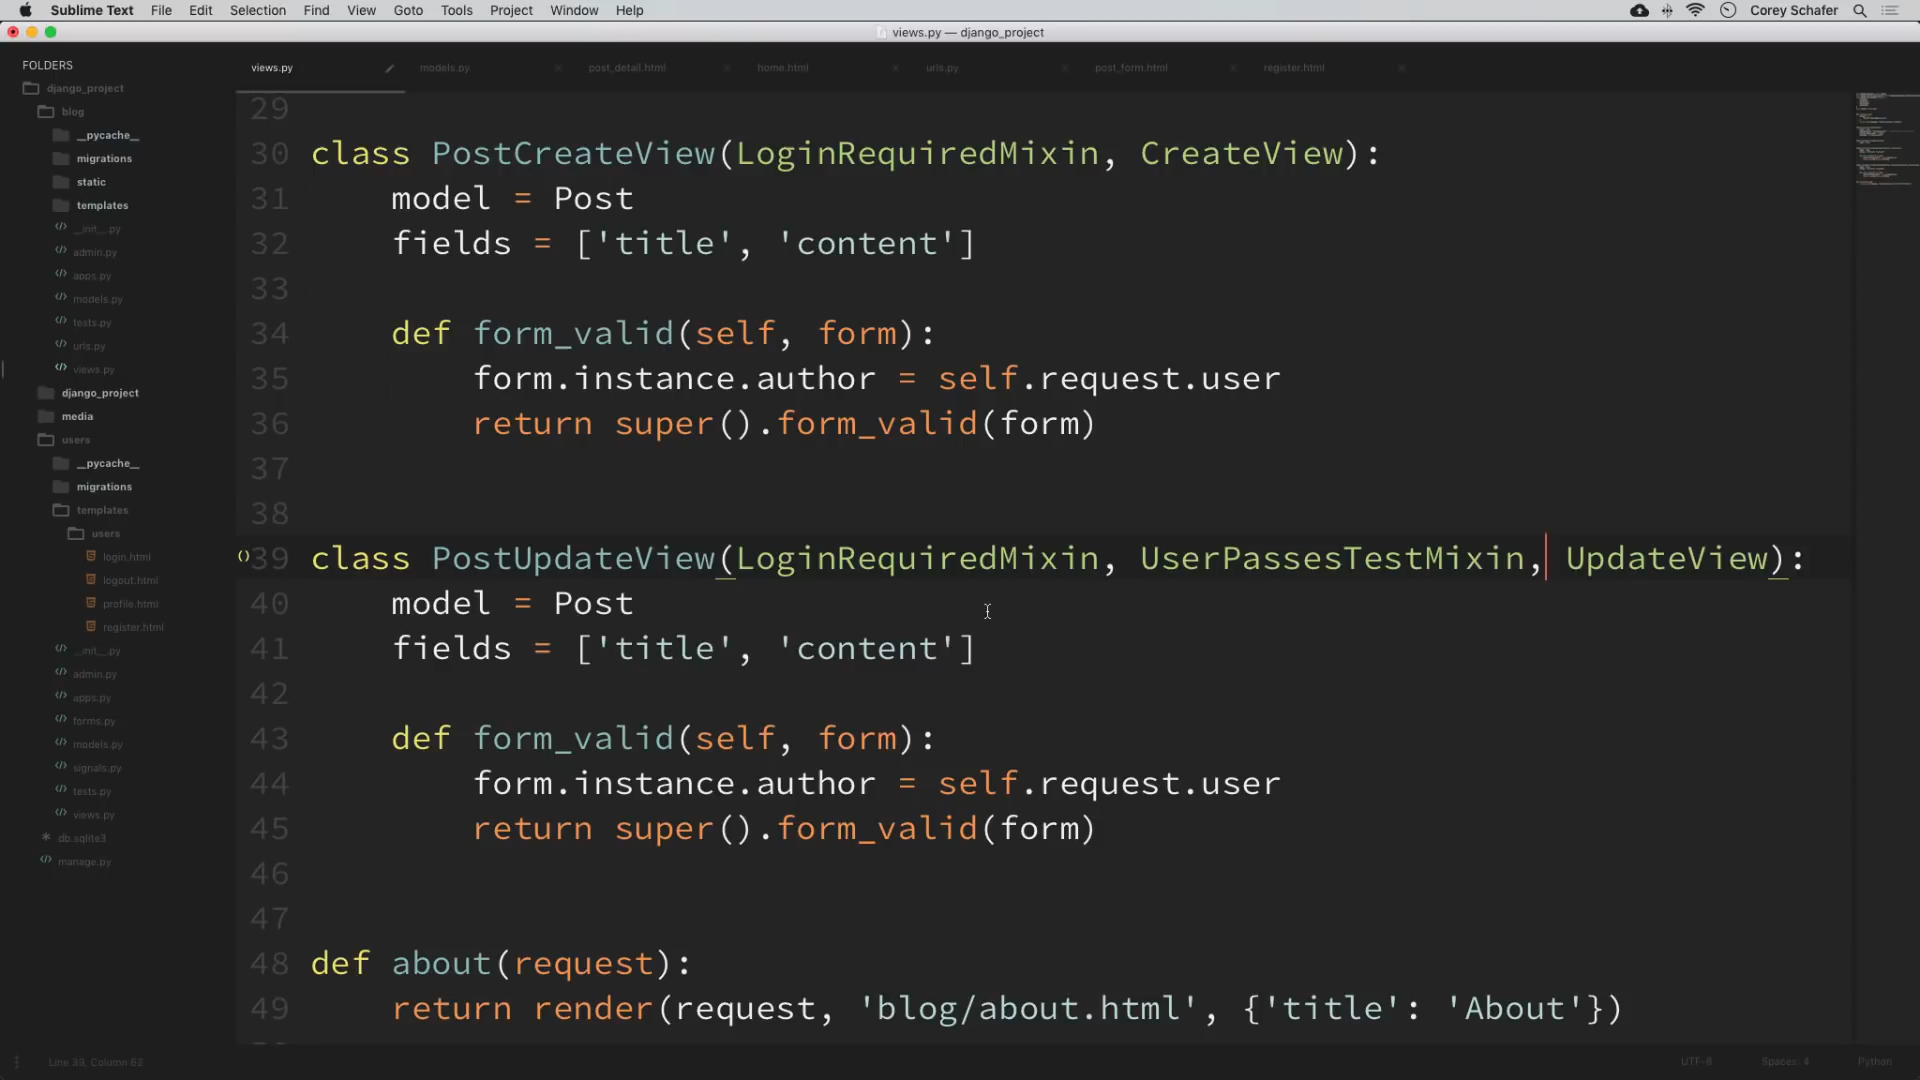 Sublime Text File Edit Selection Find View Goto Tools Project Window Help Corey Schafer
views.py — django_project
FOLDERS
django_project
blog
__pycache__
migrations
static
templates
__init__.py
admin.py
apps.py
models.py
tests.py
urls.py
views.py
django_project
media
users
__pycache__
migrations
templates
users
login.html
logout.html
profile.html
register.html
__init__.py
admin.py
apps.py
forms.py
models.py
signals.py
tests.py
views.py
db.sqlite3
manage.py
views.py models.py post_detail.html home.html urls.py post_form.html register.html
29
30 class PostCreateView(LoginRequiredMixin, CreateView):
31 model = Post
32 fields = ['title', 'content']
33
34 def form_valid(self, form):
35 form.instance.author = self.request.user
36 return super().form_valid(form)
37
38
39 class PostUpdateView(LoginRequiredMixin, UserPassesTestMixin, UpdateView):
40 model = Post
41 fields = ['title', 'content']
42
43 def form_valid(self, form):
44 form.instance.author = self.request.user
45 return super().form_valid(form)
46
47
48 def about(request):
49 return render(request, 'blog/about.html', {'title': 'About'})
Line 39, Column 62 UTF-8 Spaces: 4 Python